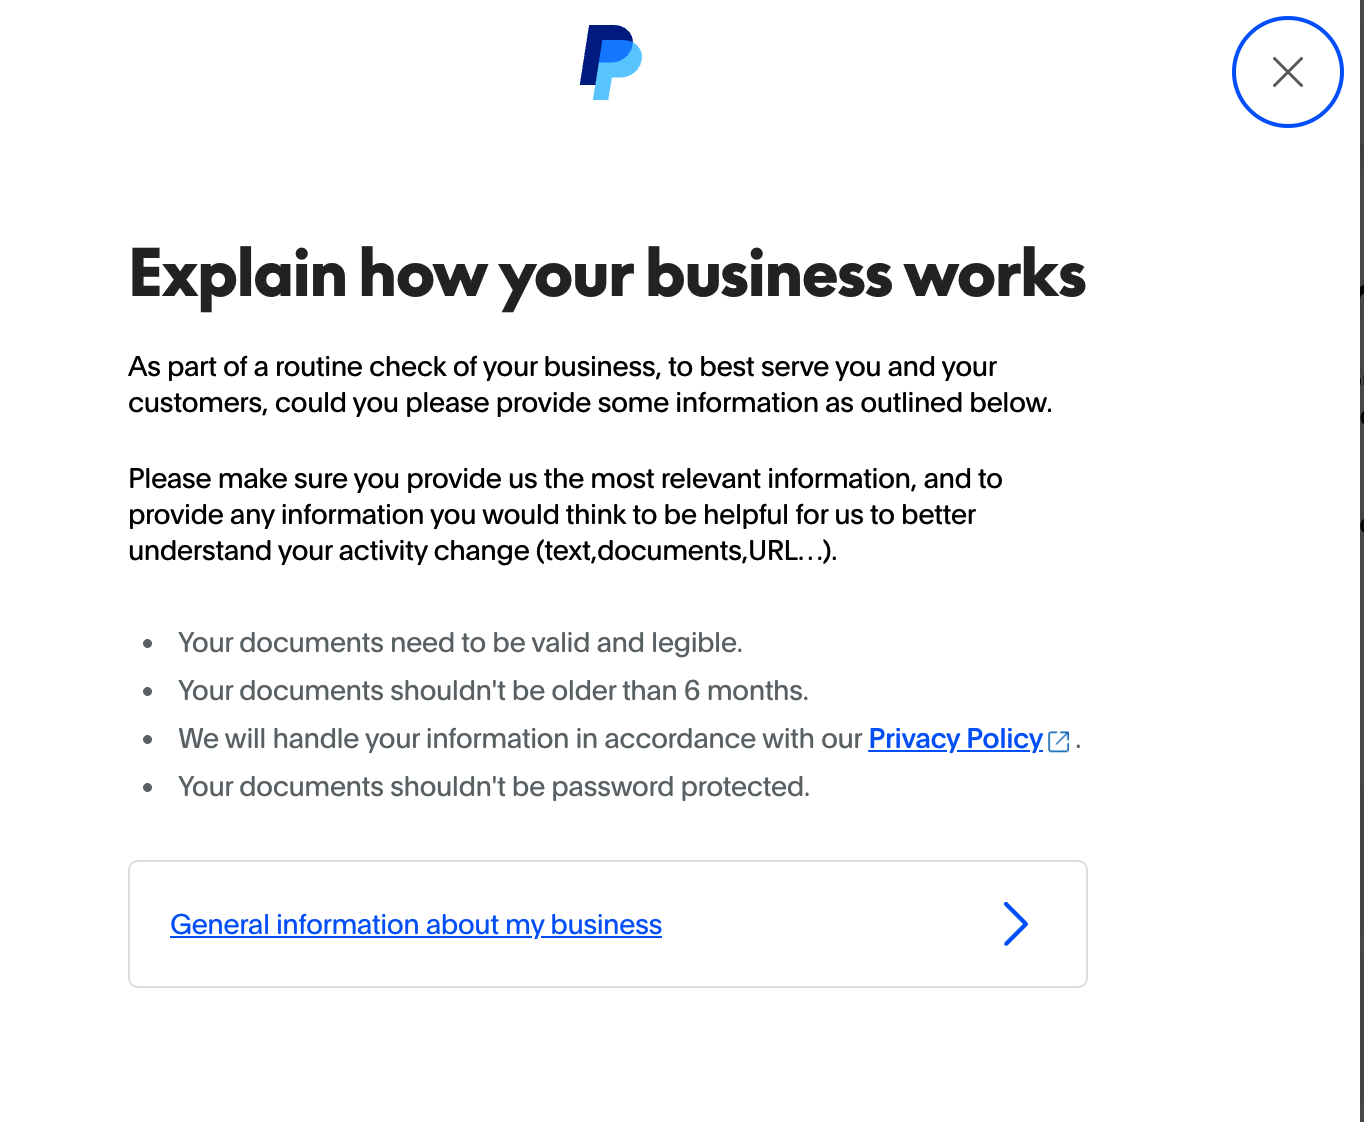 Explain how your business works
As part of a routine check of your business, to best serve you and your
customers, could you please provide some information as outlined below.
Please make sure you provide us the most relevant information, and to
provide any information you would think to be helpful for us to better
understand your activity change (text,documents,URL…).
• Your documents need to be valid and legible.
• Your documents shouldn't be older than 6 months.
• We will handle your information in accordance with our Privacy Policy .
• Your documents shouldn't be password protected.
General information about my business